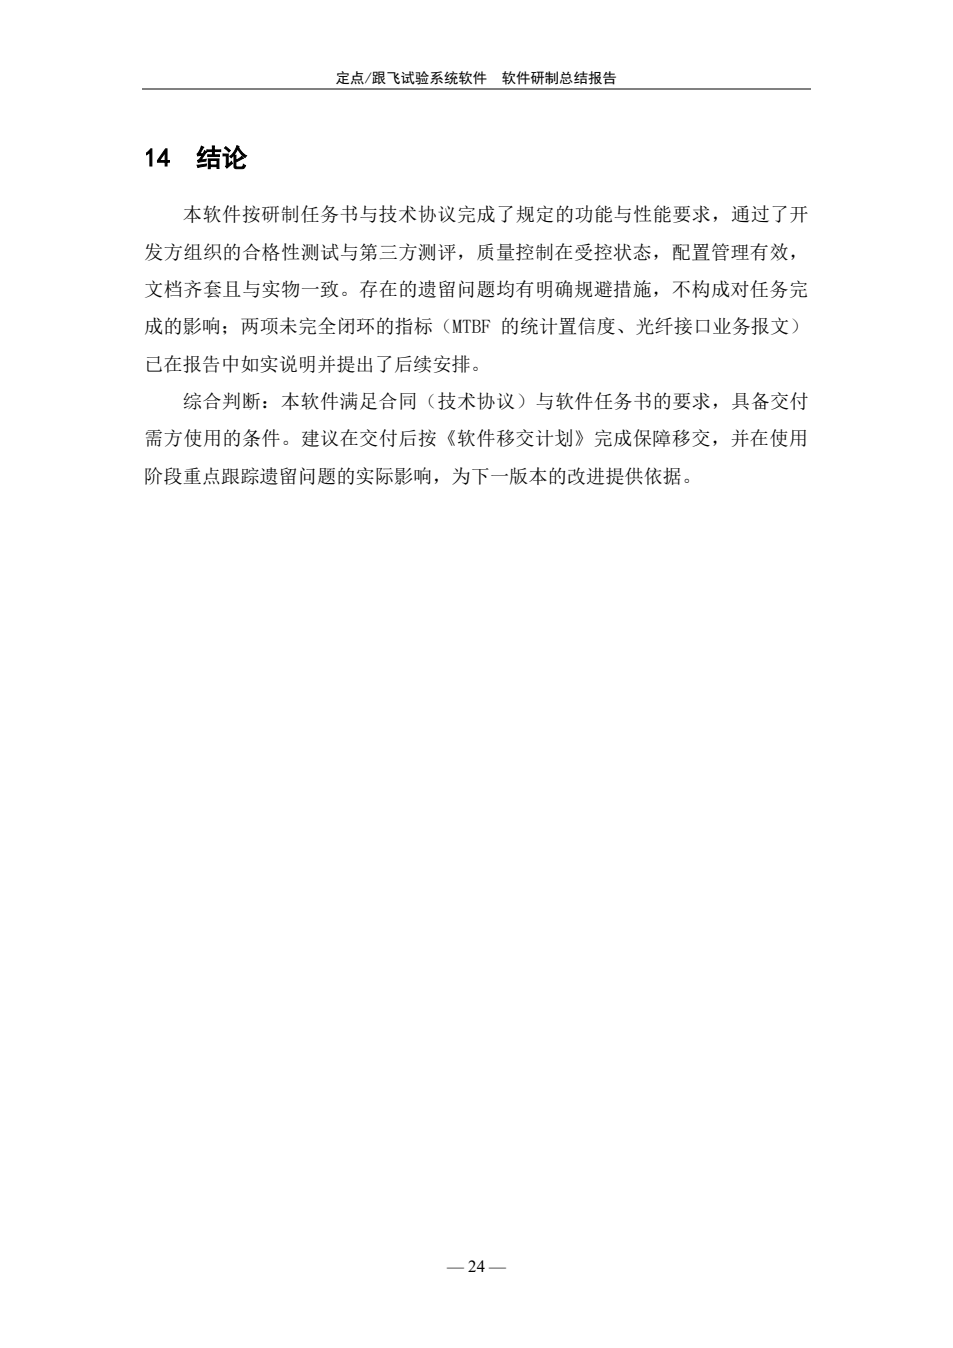 定点/跟飞试验系统软件　软件研制总结报告
14　结论
本软件按研制任务书与技术协议完成了规定的功能与性能要求，通过了开
发方组织的合格性测试与第三方测评，质量控制在受控状态，配置管理有效，
文档齐套且与实物一致。存在的遗留问题均有明确规避措施，不构成对任务完
成的影响；两项未完全闭环的指标（MTBF 的统计置信度、光纤接口业务报文）
已在报告中如实说明并提出了后续安排。
综合判断：本软件满足合同（技术协议）与软件任务书的要求，具备交付
需方使用的条件。建议在交付后按《软件移交计划》完成保障移交，并在使用
阶段重点跟踪遗留问题的实际影响，为下一版本的改进提供依据。
— 24 —